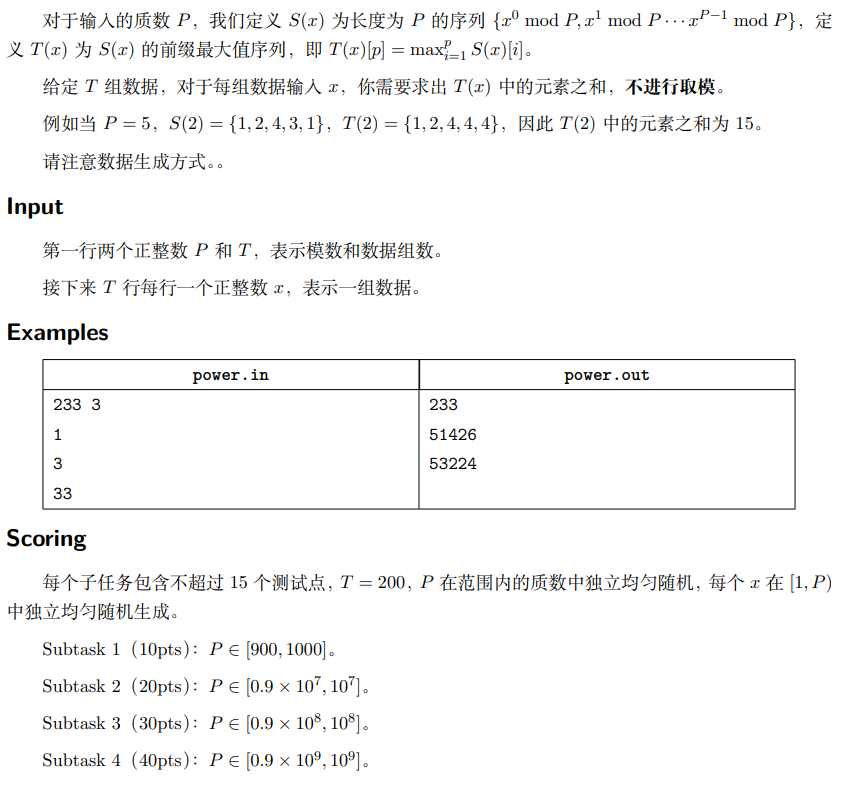 对于输入的质数 P，我们定义 S(x) 为长度为 P 的序列 {x^0 mod P, x^1 mod P ⋯ x^{P−1} mod P}，定
义 T(x) 为 S(x) 的前缀最大值序列，即 T(x)[p] = max_{i=1}^{p} S(x)[i]。
给定 T 组数据，对于每组数据输入 x，你需要求出 T(x) 中的元素之和，不进行取模。
例如当 P = 5，S(2) = {1, 2, 4, 3, 1}，T(2) = {1, 2, 4, 4, 4}，因此 T(2) 中的元素之和为 15。
请注意数据生成方式。。
Input
第一行两个正整数 P 和 T，表示模数和数据组数。
接下来 T 行每行一个正整数 x，表示一组数据。
Examples
power.in power.out
233 3 233
1 51426
3 53224
33
Scoring
每个子任务包含不超过 15 个测试点，T = 200，P 在范围内的质数中独立均匀随机，每个 x 在 [1, P)
中独立均匀随机生成。
Subtask 1（10pts）：P ∈ [900, 1000]。
Subtask 2（20pts）：P ∈ [0.9 × 10^7, 10^7]。
Subtask 3（30pts）：P ∈ [0.9 × 10^8, 10^8]。
Subtask 4（40pts）：P ∈ [0.9 × 10^9, 10^9]。